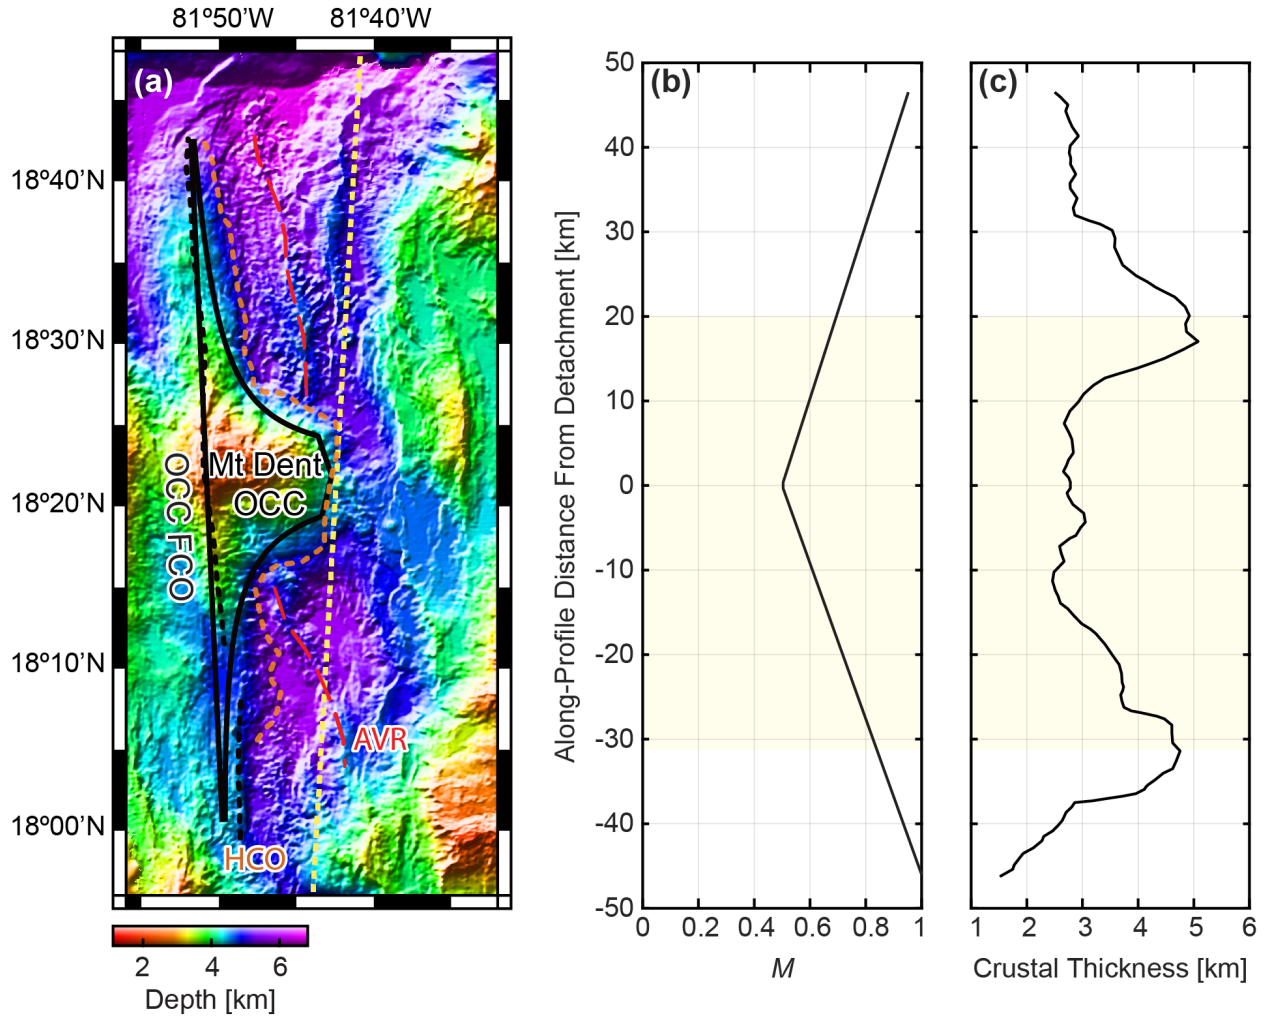 81°50'W
81°40'W
(a)
18°40'N
18°30'N
18°20'N
18°10'N
18°00'N
Mt Dent
OCC
OCC FCO
AVR
HCO
2
4
6
Depth [km]
(b)
Along-Profile Distance From Detachment [km]
50
40
30
20
10
0
-10
-20
-30
-40
-50
0
0.2
0.4
0.6
0.8
1
M
(c)
1
2
3
4
5
6
Crustal Thickness [km]